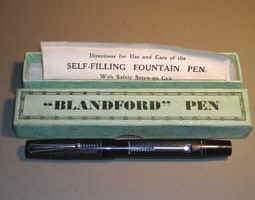 Directions for Use and Care of the
SELF-FILLING FOUNTAIN PEN.
With Safety Screw-on Cap
"BLANDFORD" PEN